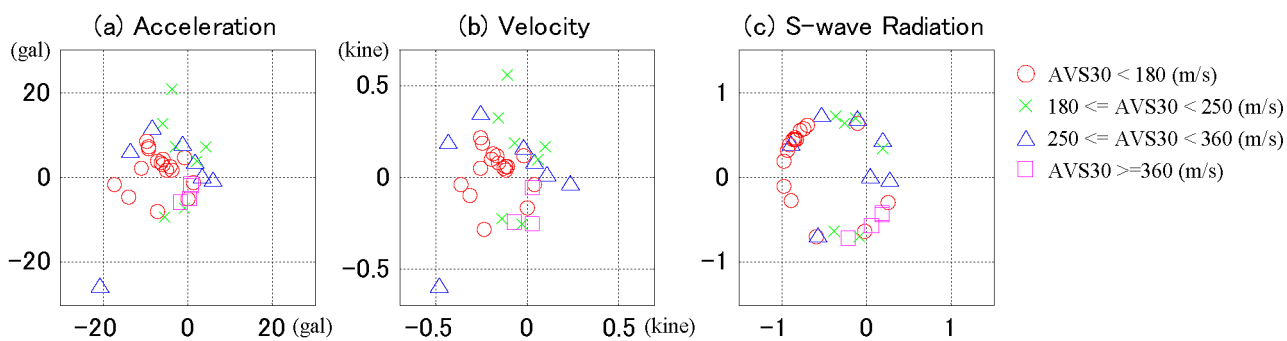 (a) Acceleration
(b) Velocity
(c) S-wave Radiation
(gal)
20
0
−20
−20 0 20 (gal)
(kine)
0.5
0
−0.5
−0.5 0 0.5 (kine)
1
0
−1
−1 0 1
AVS30 < 180 (m/s)
180 <= AVS30 < 250 (m/s)
250 <= AVS30 < 360 (m/s)
AVS30 >=360 (m/s)